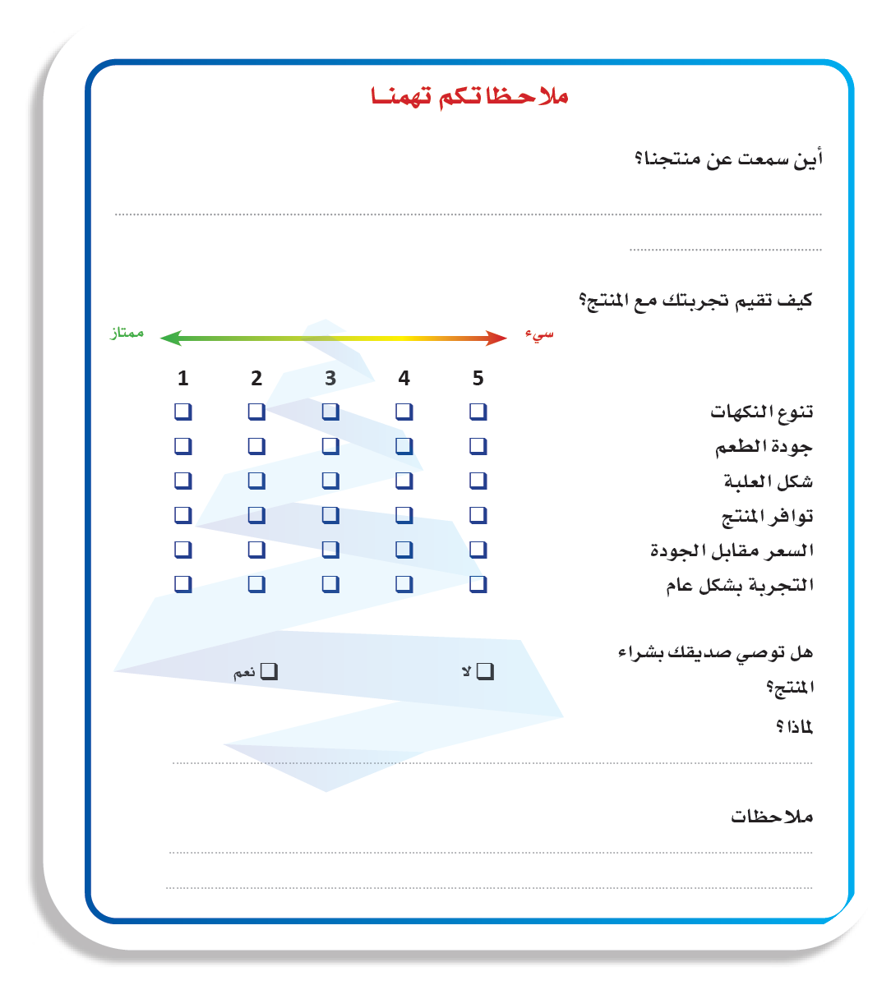 ملاحظاتكم تهمنا
أين سمعت عن منتجنا؟
كيف تقيم تجربتك مع المنتج؟
سيء ممتاز
5 4 3 2 1
تنوع النكهات
جودة الطعم
شكل العلبة
توافر المنتج
السعر مقابل الجودة
التجربة بشكل عام
هل توصي صديقك بشراء
المنتج؟
لا نعم
لماذا؟
ملاحظات